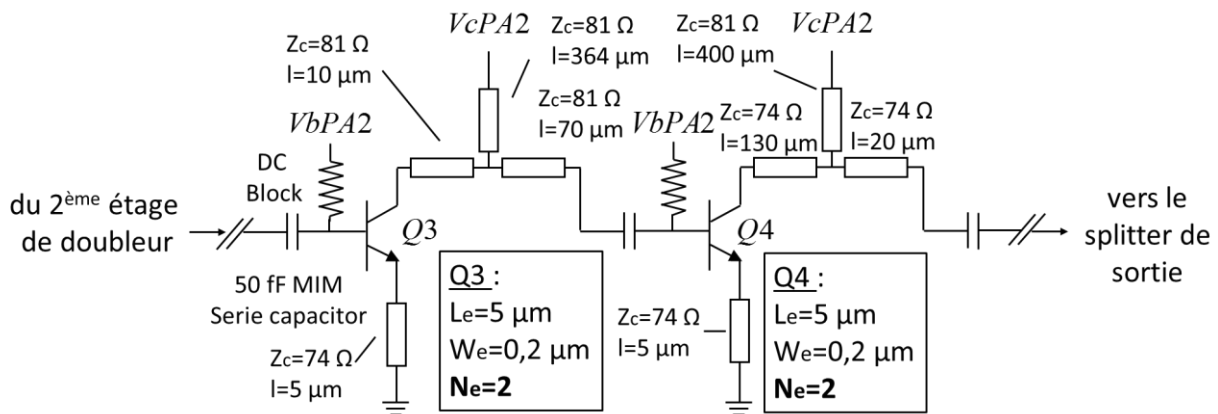 du 2ème étage
de doubleur
DC
Block
VbPA2
50 fF MIM
Serie capacitor
Zc=74 Ω
l=5 µm
Q3
Zc=81 Ω
l=10 µm
VcPA2
Zc=81 Ω
l=364 µm
Zc=81 Ω
l=70 µm
Q3 :
Le=5 µm
We=0,2 µm
Ne=2
VbPA2
Q4
Zc=74 Ω
l=5 µm
Zc=81 Ω
l=400 µm
VcPA2
Zc=74 Ω
l=130 µm
Zc=74 Ω
l=20 µm
Q4 :
Le=5 µm
We=0,2 µm
Ne=2
vers le
splitter de
sortie